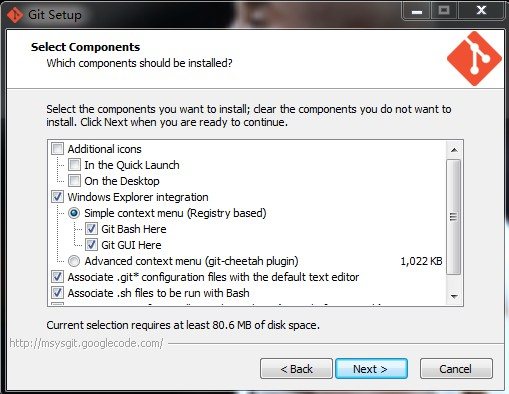 Git Setup
Select Components
Which components should be installed?
Select the components you want to install; clear the components you do not want to
install. Click Next when you are ready to continue.
Additional icons
In the Quick Launch
On the Desktop
Windows Explorer integration
Simple context menu (Registry based)
Git Bash Here
Git GUI Here
Advanced context menu (git-cheetah plugin) 1,022 KB
Associate .git* configuration files with the default text editor
Associate .sh files to be run with Bash
Current selection requires at least 80.6 MB of disk space.
http://msysgit.googlecode.com/
< Back Next > Cancel